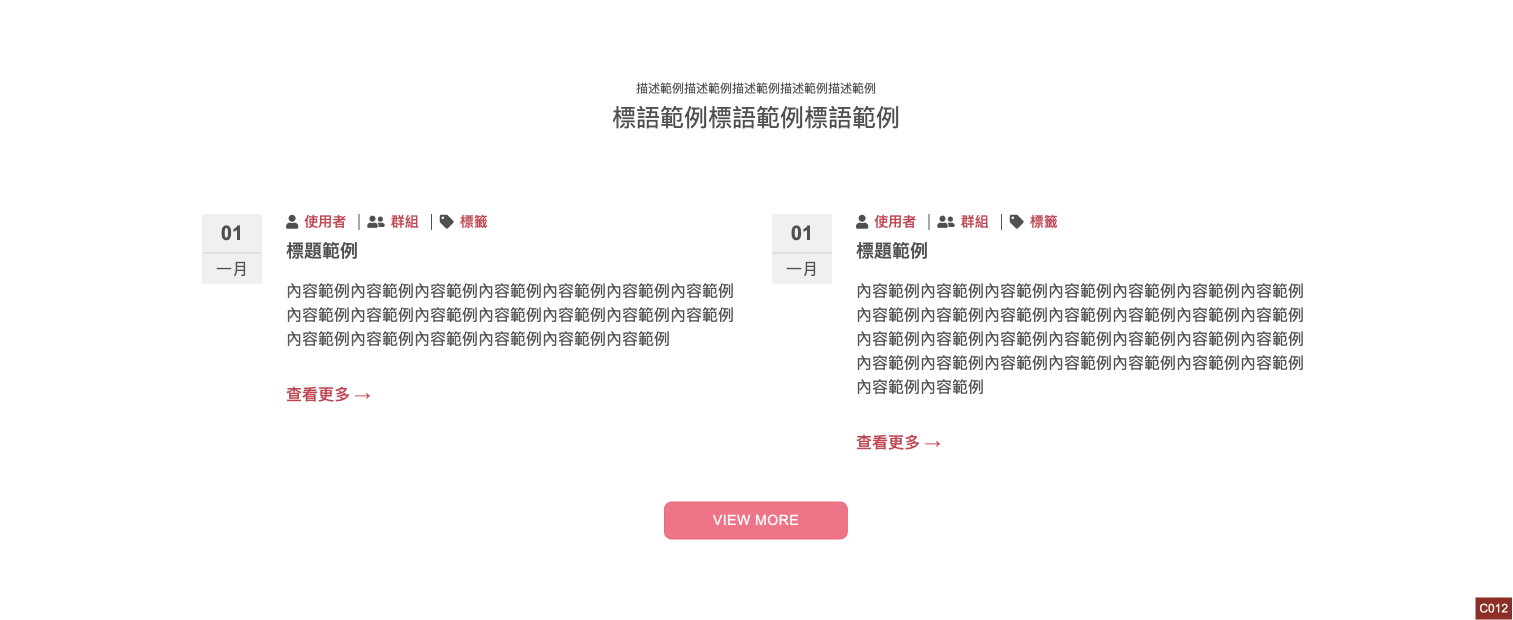 描述範例描述範例描述範例描述範例描述範例
標語範例標語範例標語範例
01
一月
使用者 | 群組 | 標籤
標題範例
內容範例內容範例內容範例內容範例內容範例內容範例內容範例
內容範例內容範例內容範例內容範例內容範例內容範例內容範例
內容範例內容範例內容範例內容範例內容範例內容範例
查看更多 →
01
一月
使用者 | 群組 | 標籤
標題範例
內容範例內容範例內容範例內容範例內容範例內容範例內容範例
內容範例內容範例內容範例內容範例內容範例內容範例內容範例
內容範例內容範例內容範例內容範例內容範例內容範例內容範例
內容範例內容範例內容範例內容範例內容範例內容範例內容範例
內容範例內容範例
查看更多 →
VIEW MORE
C012